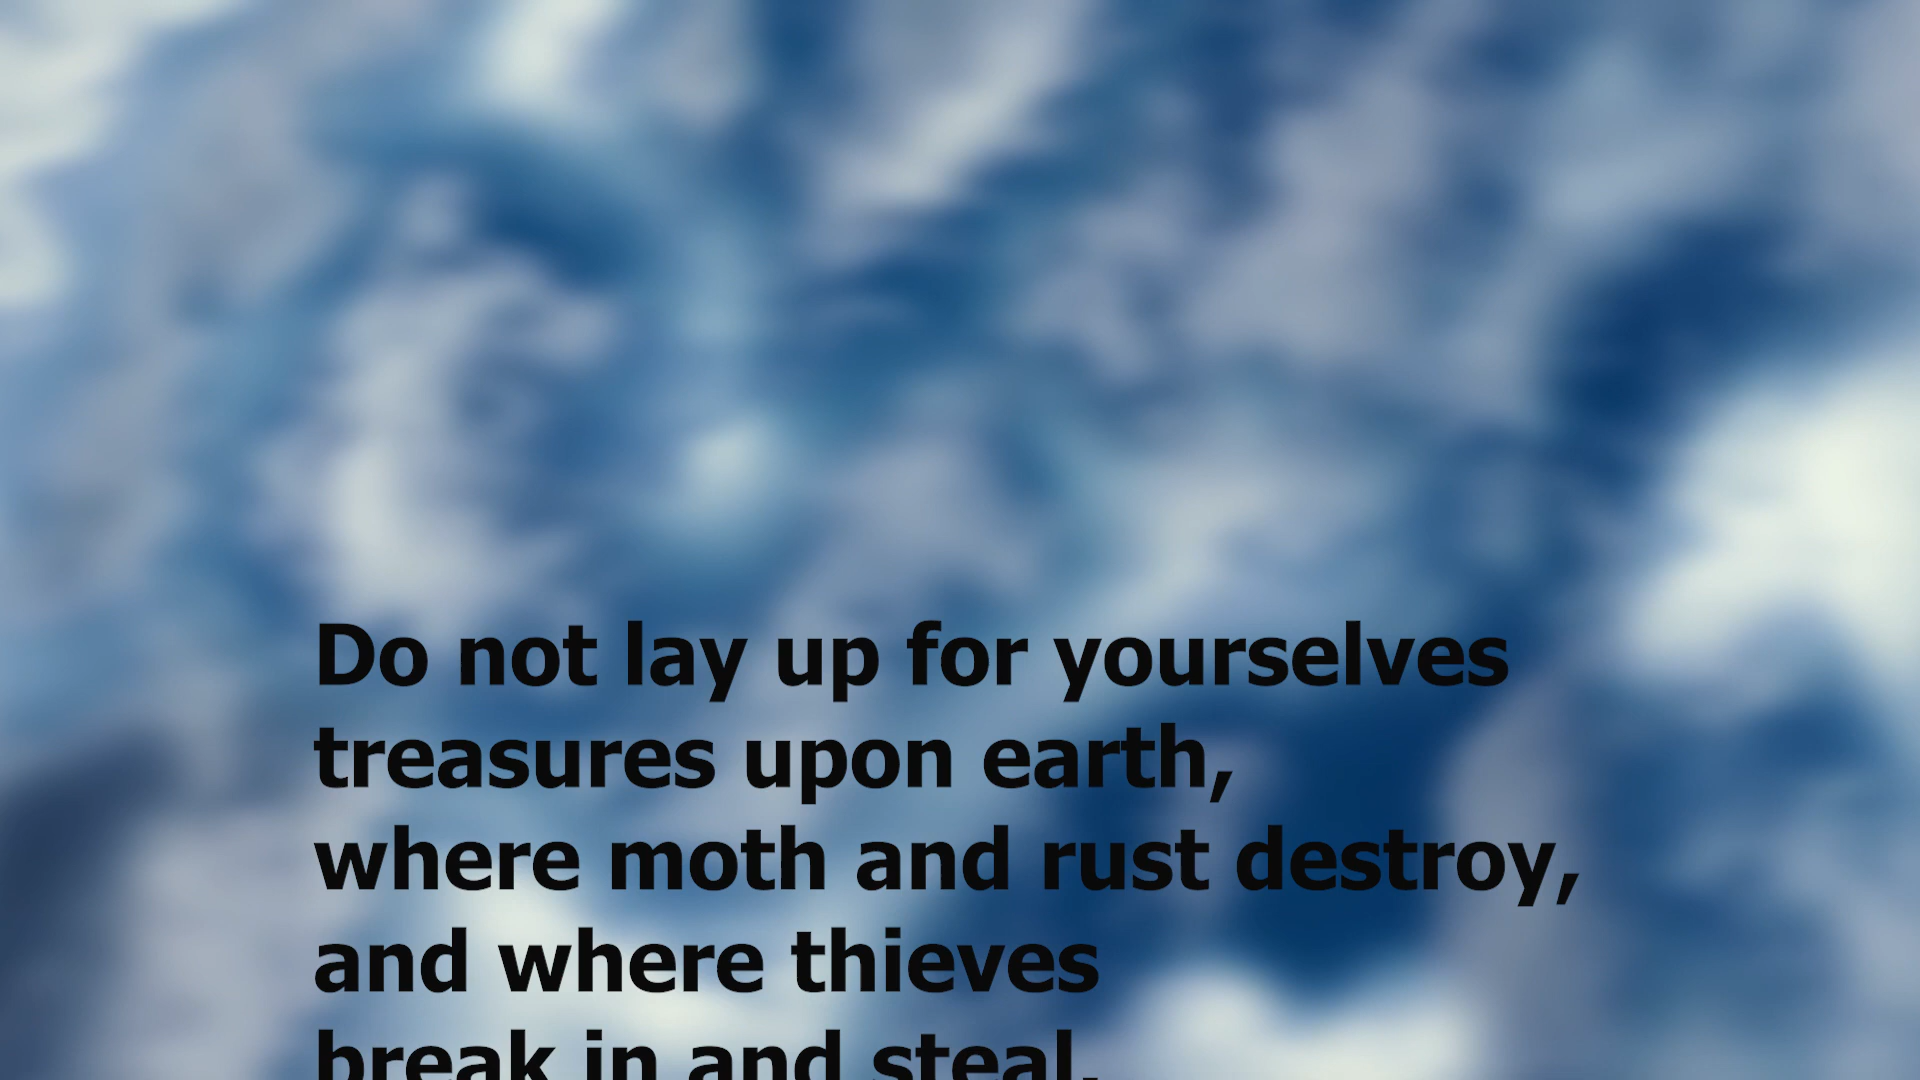 Do not lay up for yourselves
treasures upon earth,
where moth and rust destroy,
and where thieves
break in and steal.